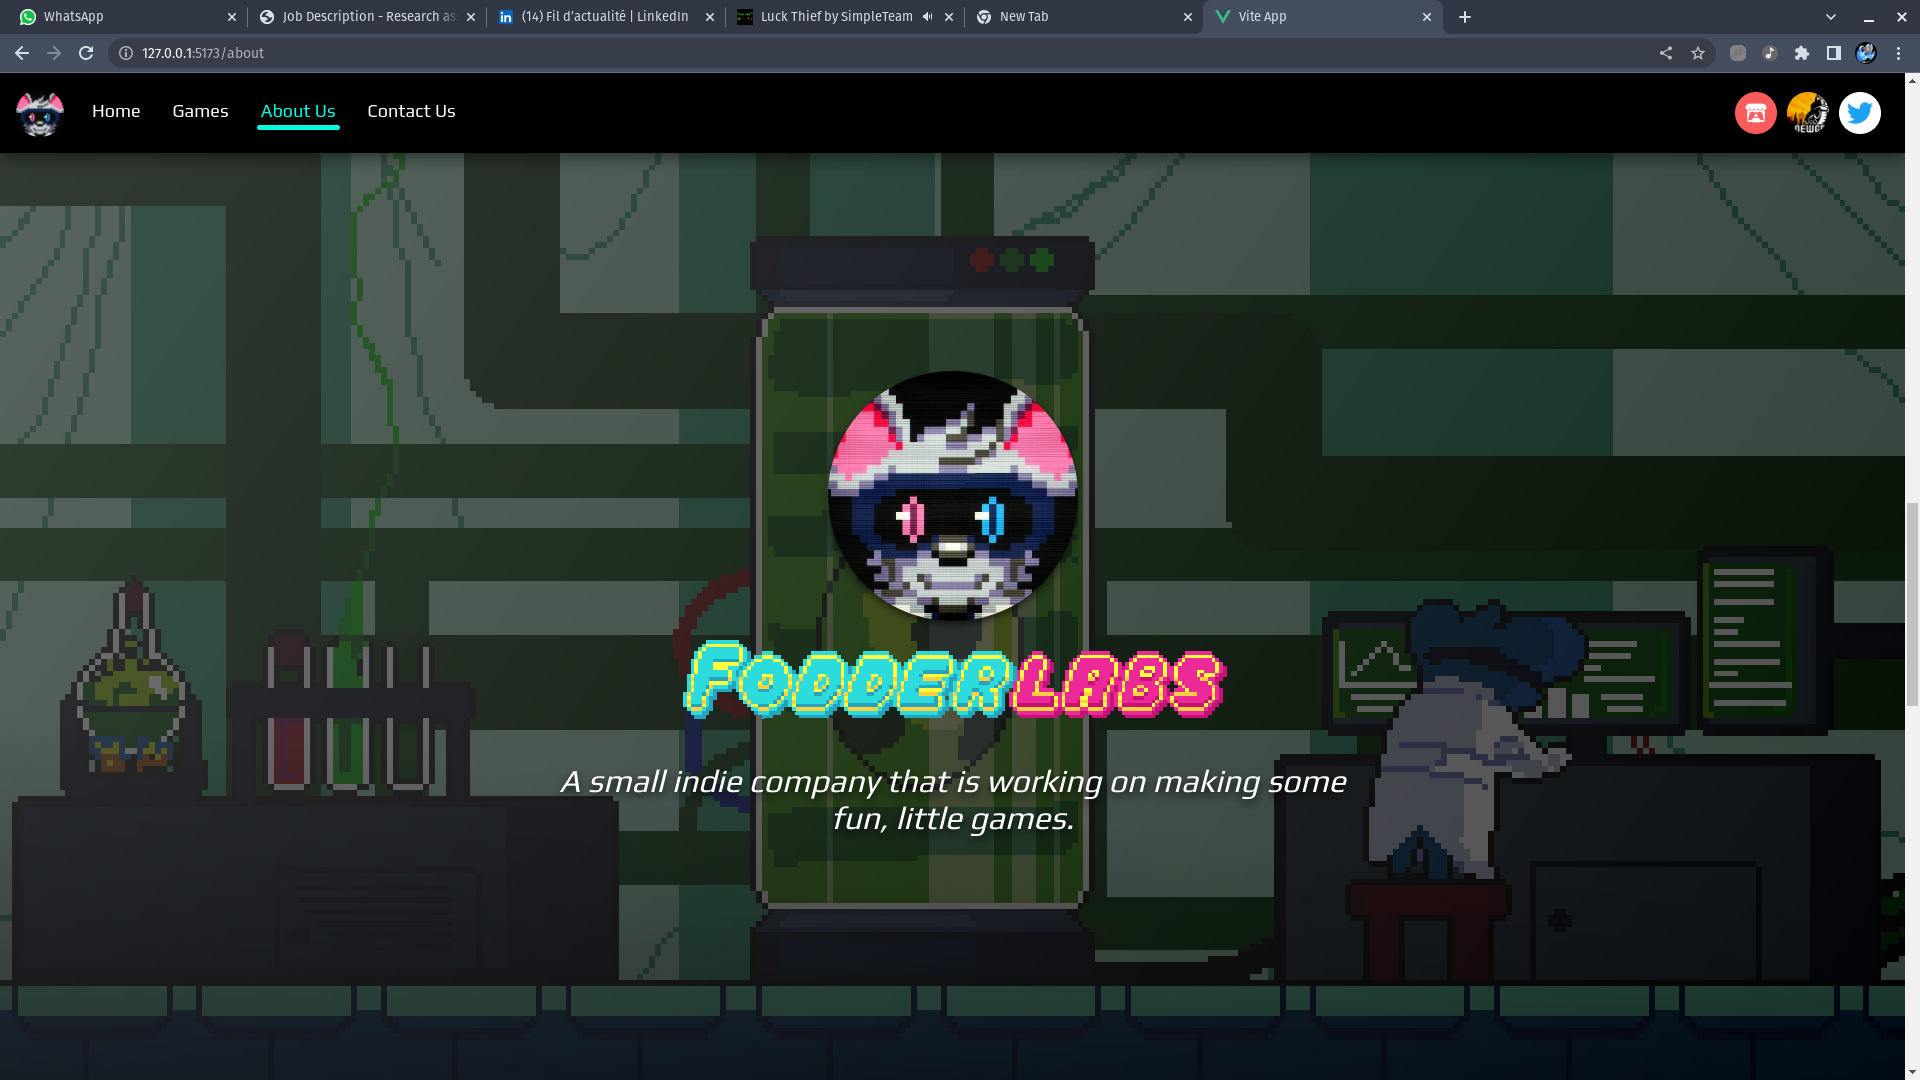 WhatsApp
Job Description - Research as
(14) Fil d'actualité | LinkedIn
Luck Thief by SimpleTeam
New Tab
Vite App
127.0.0.1:5173/about
Home
Games
About Us
Contact Us
FODDERLABS
A small indie company that is working on making some
fun, little games.